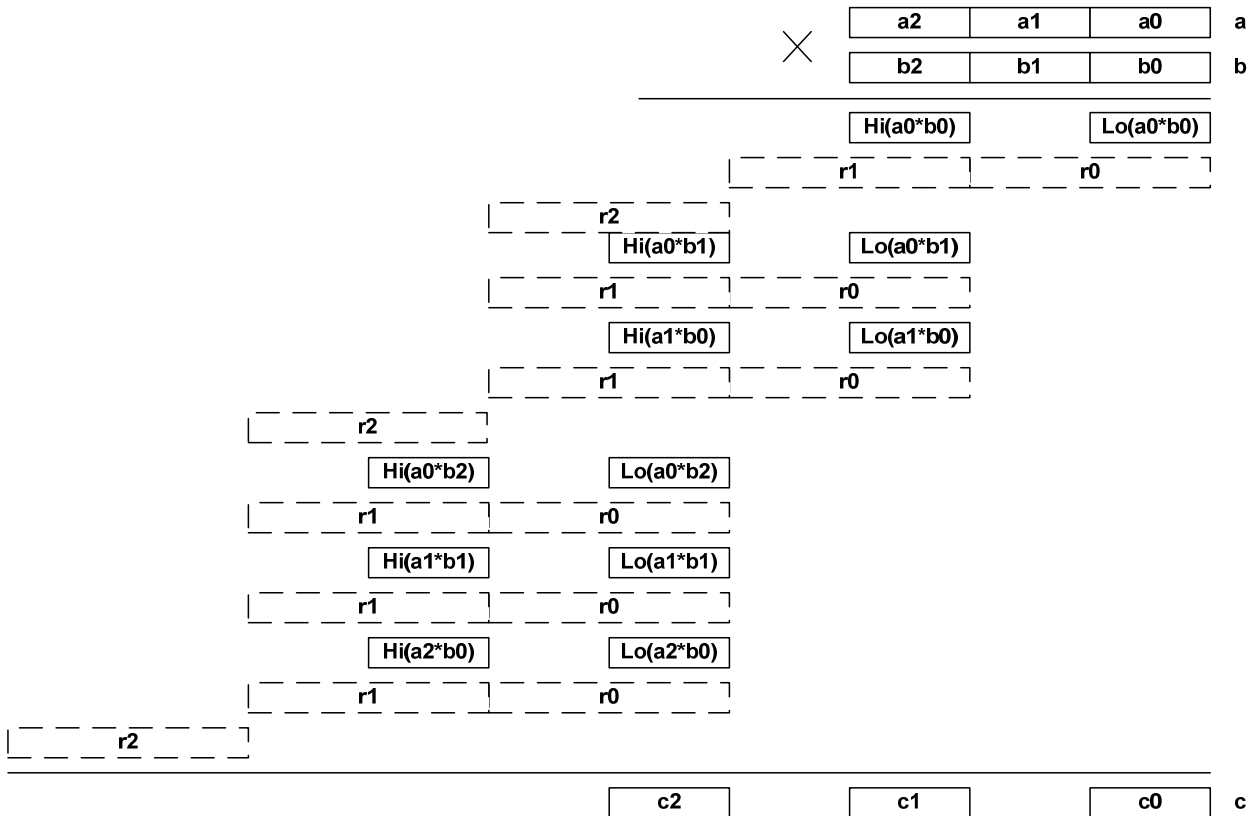 a2 a1 a0 a
b2 b1 b0 b
Hi(a0*b0) Lo(a0*b0)
r1 r0
r2
Hi(a0*b1) Lo(a0*b1)
r1 r0
Hi(a1*b0) Lo(a1*b0)
r1 r0
r2
Hi(a0*b2) Lo(a0*b2)
r1 r0
Hi(a1*b1) Lo(a1*b1)
r1 r0
Hi(a2*b0) Lo(a2*b0)
r1 r0
r2
c2 c1 c0 c